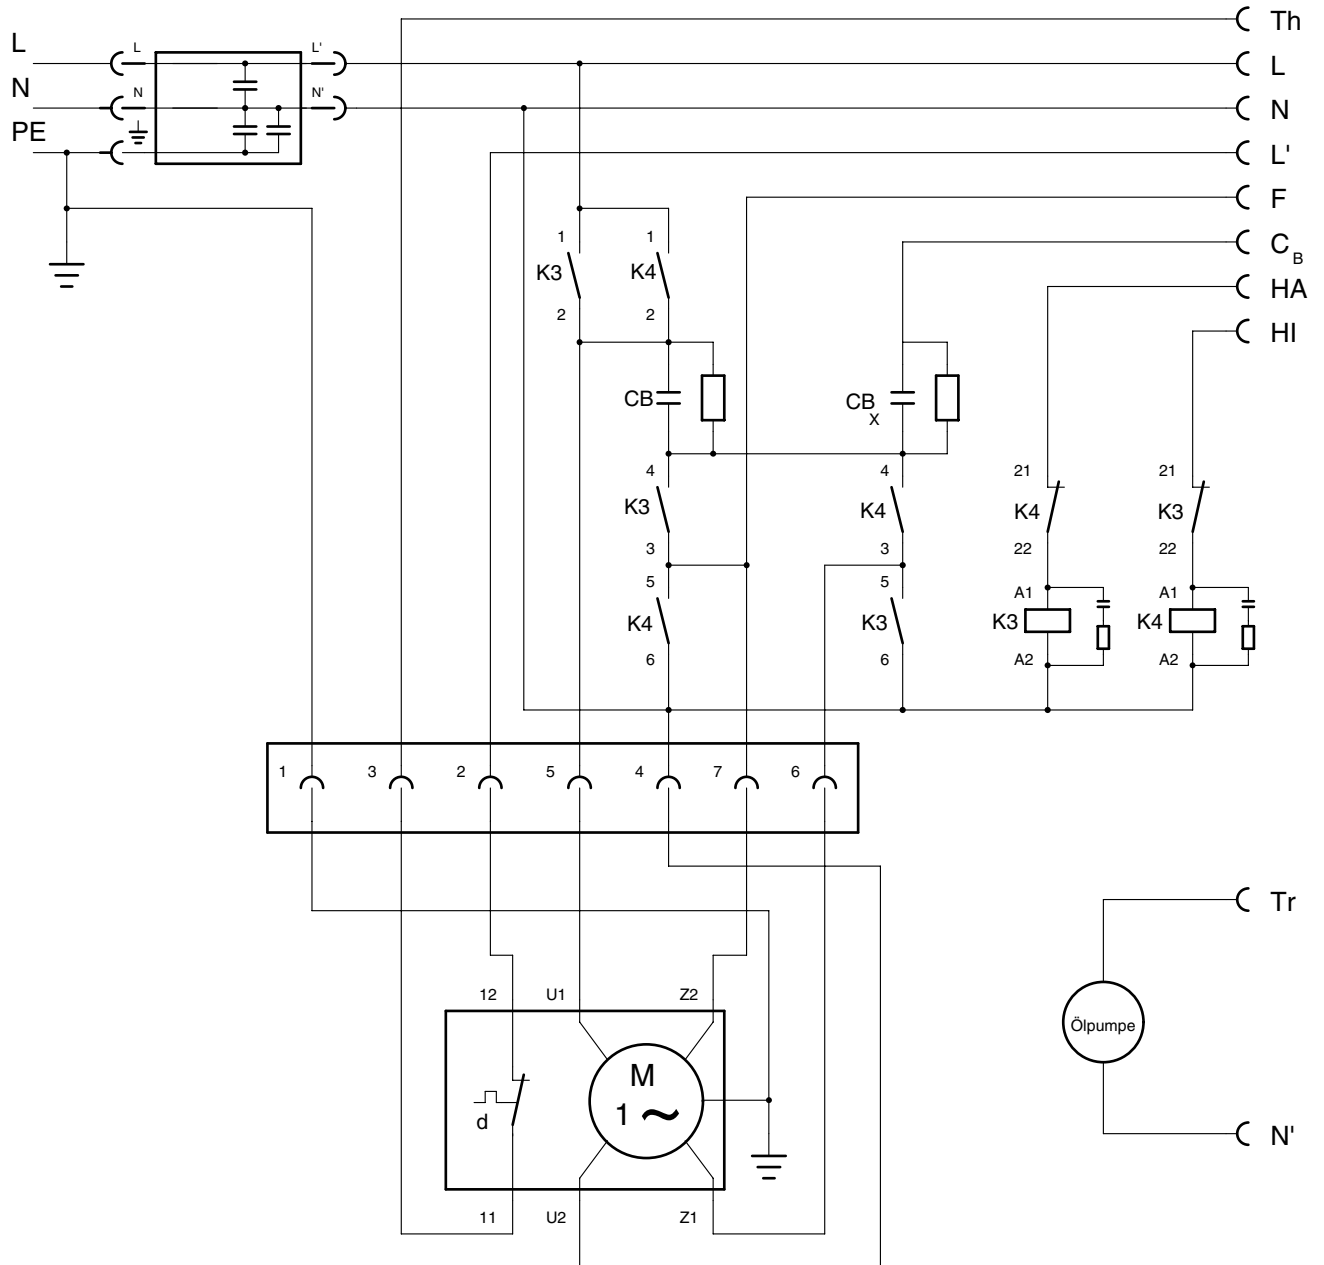 Th
L L L' L
N N N' N
PE
L'
F
1 1
C B
K3 K4
HA
2 2
HI
CB CB X
4 4 21 21
K3 K4 K4 K3
3 3 22 22
5 5 A1 A1
K4 K3 K3 K4
6 6 A2 A2
1 3 2 5 4 7 6
Tr
12 U1 Z2
Ölpumpe
M
1 ~
d
N'
11 U2 Z1